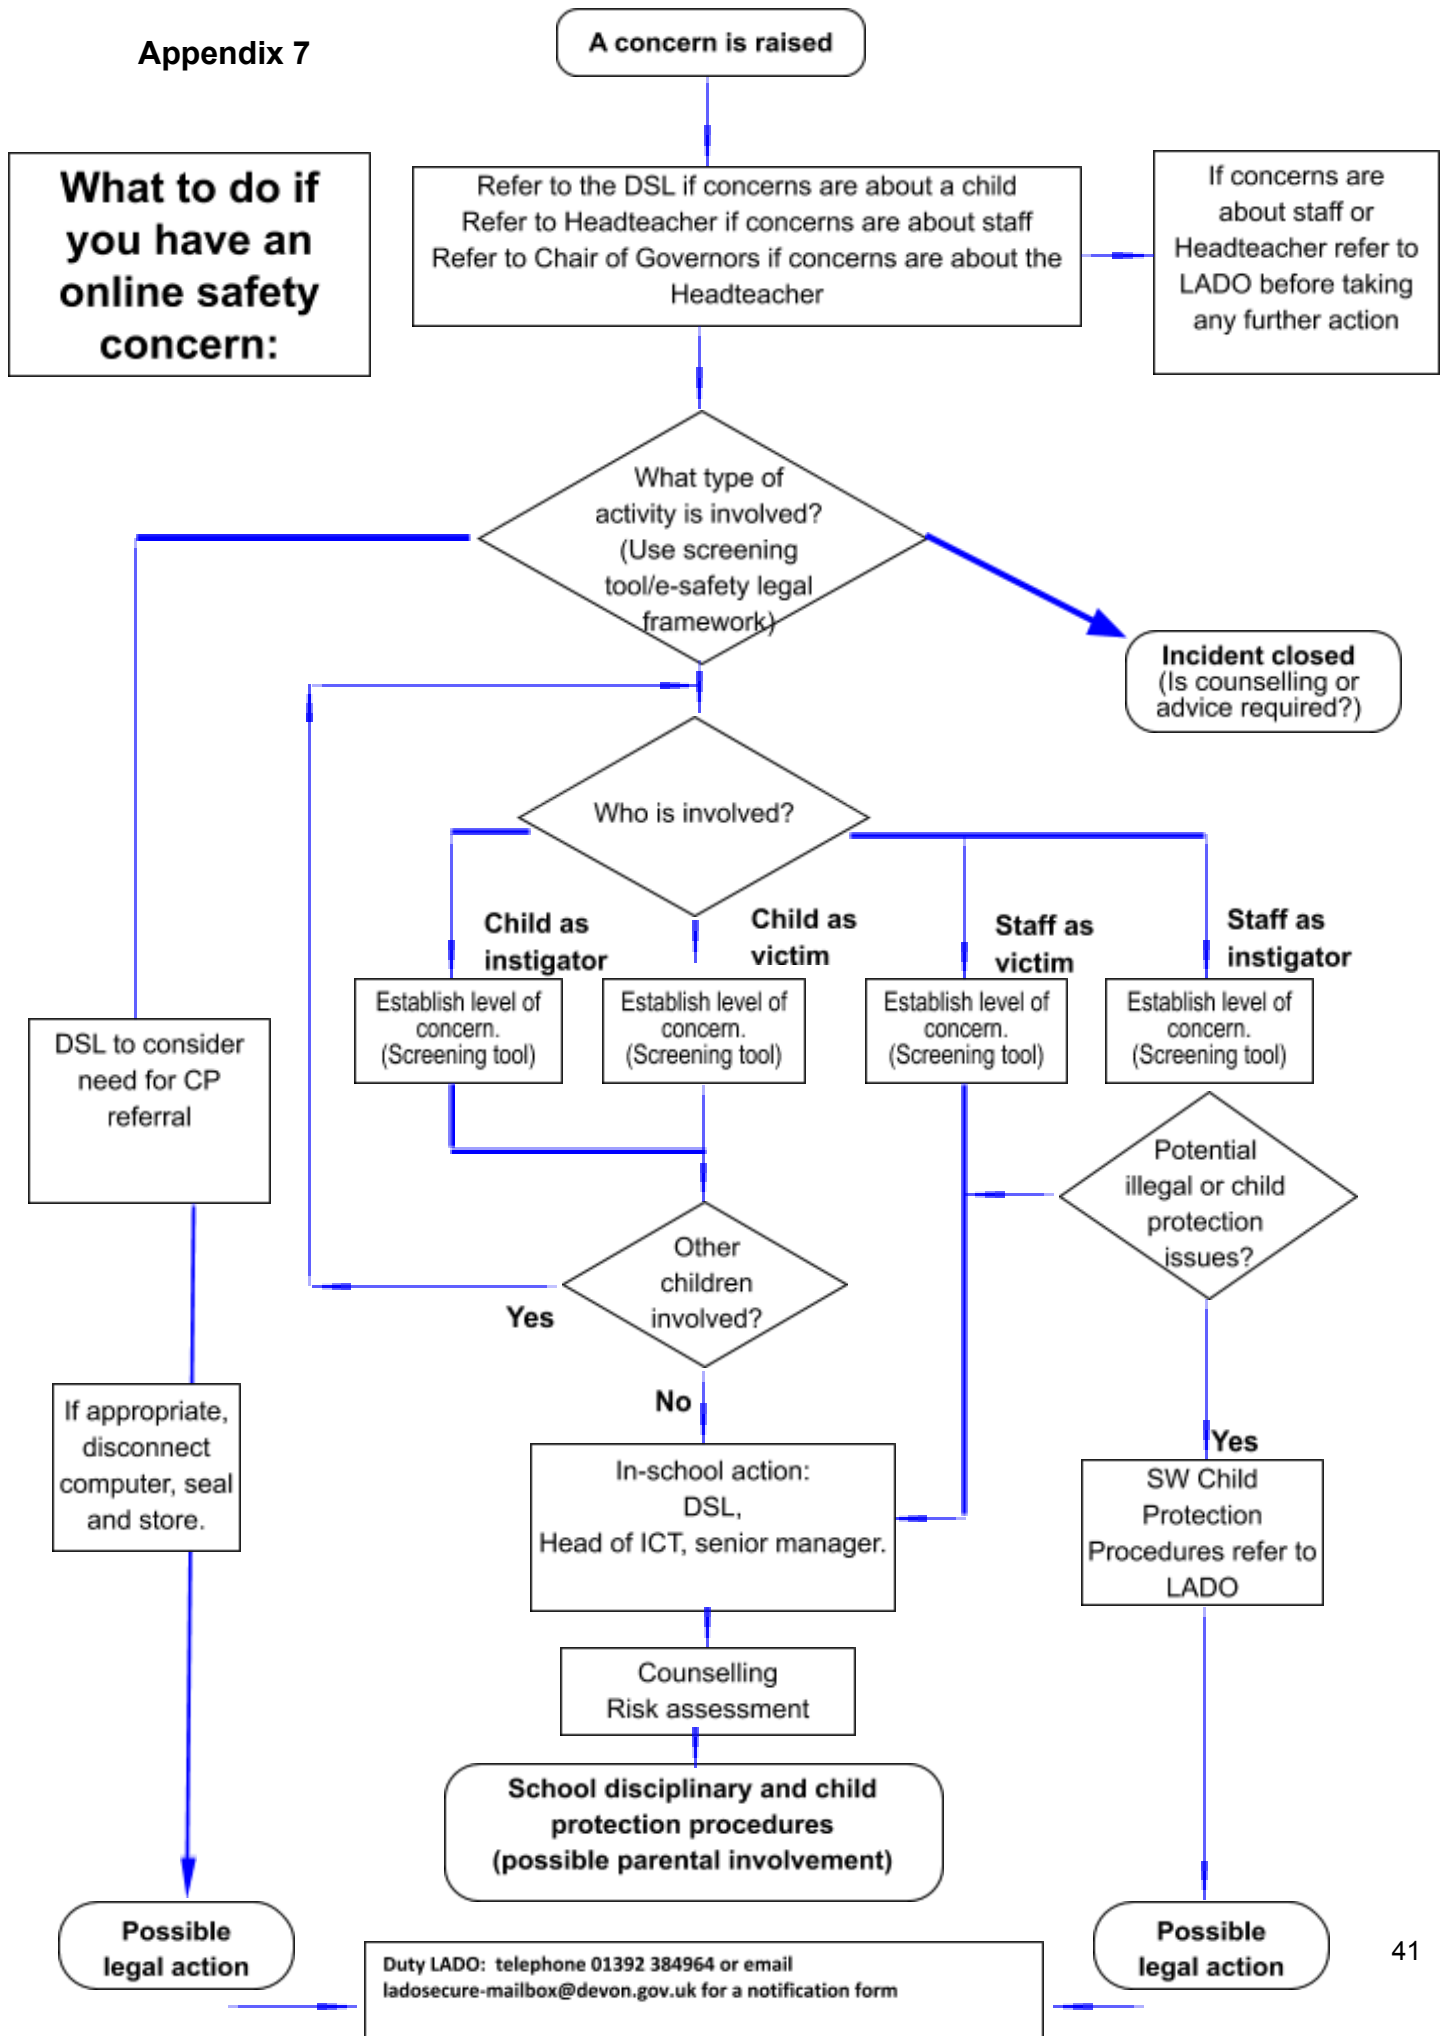 Appendix 7
A concern is raised
What to do if
you have an
online safety
concern:
Refer to the DSL if concerns are about a child
Refer to Headteacher if concerns are about staff
Refer to Chair of Governors if concerns are about the
Headteacher
If concerns are
about staff or
Headteacher refer to
LADO before taking
any further action
What type of
activity is involved?
(Use screening
tool/e-safety legal
framework)
Incident closed
(Is counselling or
advice required?)
Who is involved?
Child as
instigator
Child as
victim
Staff as
victim
Staff as
instigator
Establish level of
concern.
(Screening tool)
Establish level of
concern.
(Screening tool)
Establish level of
concern.
(Screening tool)
Establish level of
concern.
(Screening tool)
DSL to consider
need for CP
referral
Potential
illegal or child
protection
issues?
Other
children
involved?
Yes
No
If appropriate,
disconnect
computer, seal
and store.
In-school action:
DSL,
Head of ICT, senior manager.
Yes
SW Child
Protection
Procedures refer to
LADO
Counselling
Risk assessment
School disciplinary and child
protection procedures
(possible parental involvement)
Possible
legal action
Possible
legal action
Duty LADO:  telephone 01392 384964 or email
ladosecure-mailbox@devon.gov.uk for a notification form
41